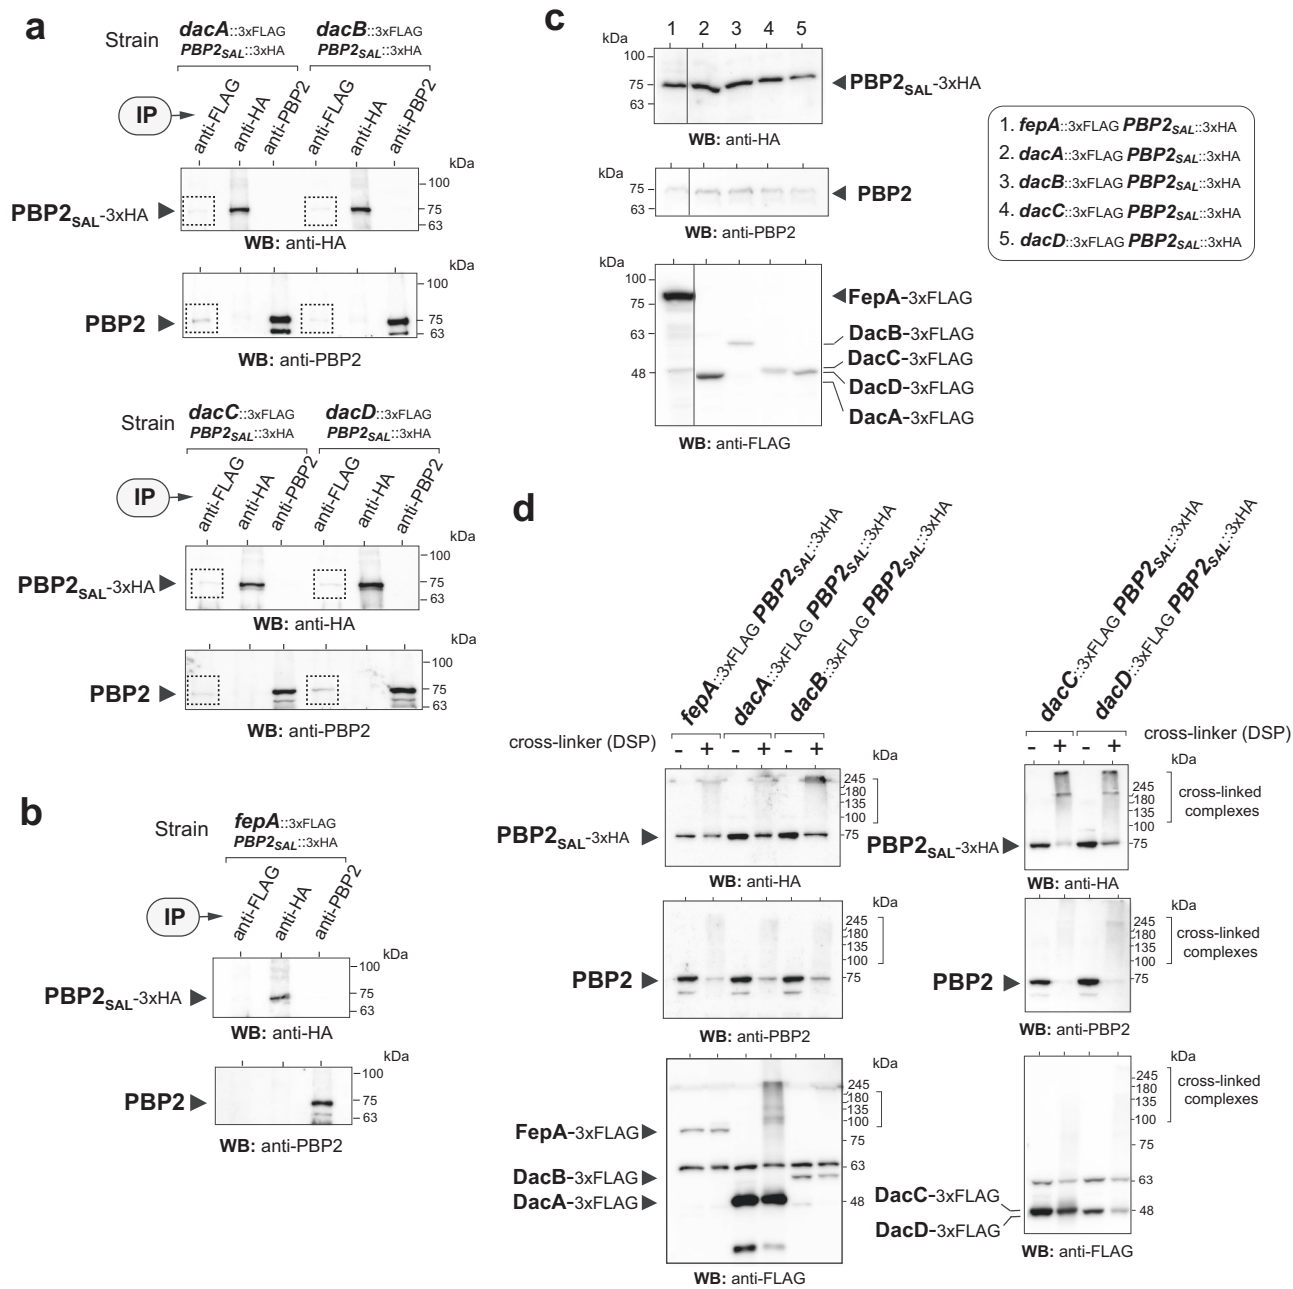 a
Strain
dacA::3xFLAG
PBP2SAL::3xHA
dacB::3xFLAG
PBP2SAL::3xHA
IP
anti-FLAG
anti-HA
anti-PBP2
anti-FLAG
anti-HA
anti-PBP2
kDa
100
75
63
PBP2SAL-3xHA
WB: anti-HA
kDa
100
75
63
PBP2
WB: anti-PBP2
Strain
dacC::3xFLAG
PBP2SAL::3xHA
dacD::3xFLAG
PBP2SAL::3xHA
IP
anti-FLAG
anti-HA
anti-PBP2
anti-FLAG
anti-HA
anti-PBP2
kDa
100
75
63
PBP2SAL-3xHA
WB: anti-HA
kDa
100
75
63
PBP2
WB: anti-PBP2
b
Strain
fepA::3xFLAG
PBP2SAL::3xHA
IP
anti-FLAG
anti-HA
anti-PBP2
kDa
100
75
63
PBP2SAL-3xHA
WB: anti-HA
kDa
100
75
63
PBP2
WB: anti-PBP2
c
1 2 3 4 5
kDa
100
75
63
PBP2SAL-3xHA
WB: anti-HA
kDa
75
63
PBP2
WB: anti-PBP2
kDa
100
75
63
48
FepA-3xFLAG
DacB-3xFLAG
DacC-3xFLAG
DacD-3xFLAG
DacA-3xFLAG
WB: anti-FLAG
1. fepA::3xFLAG PBP2SAL::3xHA
2. dacA::3xFLAG PBP2SAL::3xHA
3. dacB::3xFLAG PBP2SAL::3xHA
4. dacC::3xFLAG PBP2SAL::3xHA
5. dacD::3xFLAG PBP2SAL::3xHA
d
fepA::3xFLAG PBP2SAL::3xHA
dacA::3xFLAG PBP2SAL::3xHA
dacB::3xFLAG PBP2SAL::3xHA
cross-linker (DSP)
- + - + - +
kDa
245
180
135
100
75
PBP2SAL-3xHA
WB: anti-HA
kDa
245
180
135
100
75
PBP2
WB: anti-PBP2
kDa
245
180
135
100
75
63
48
FepA-3xFLAG
DacB-3xFLAG
DacA-3xFLAG
WB: anti-FLAG
dacC::3xFLAG PBP2SAL::3xHA
dacD::3xFLAG PBP2SAL::3xHA
- + - +
cross-linker (DSP)
kDa
245
180
135
100
75
cross-linked
complexes
PBP2SAL-3xHA
WB: anti-HA
kDa
245
180
135
100
75
cross-linked
complexes
PBP2
WB: anti-PBP2
kDa
245
180
135
100
75
63
48
cross-linked
complexes
DacC-3xFLAG
DacD-3xFLAG
WB: anti-FLAG